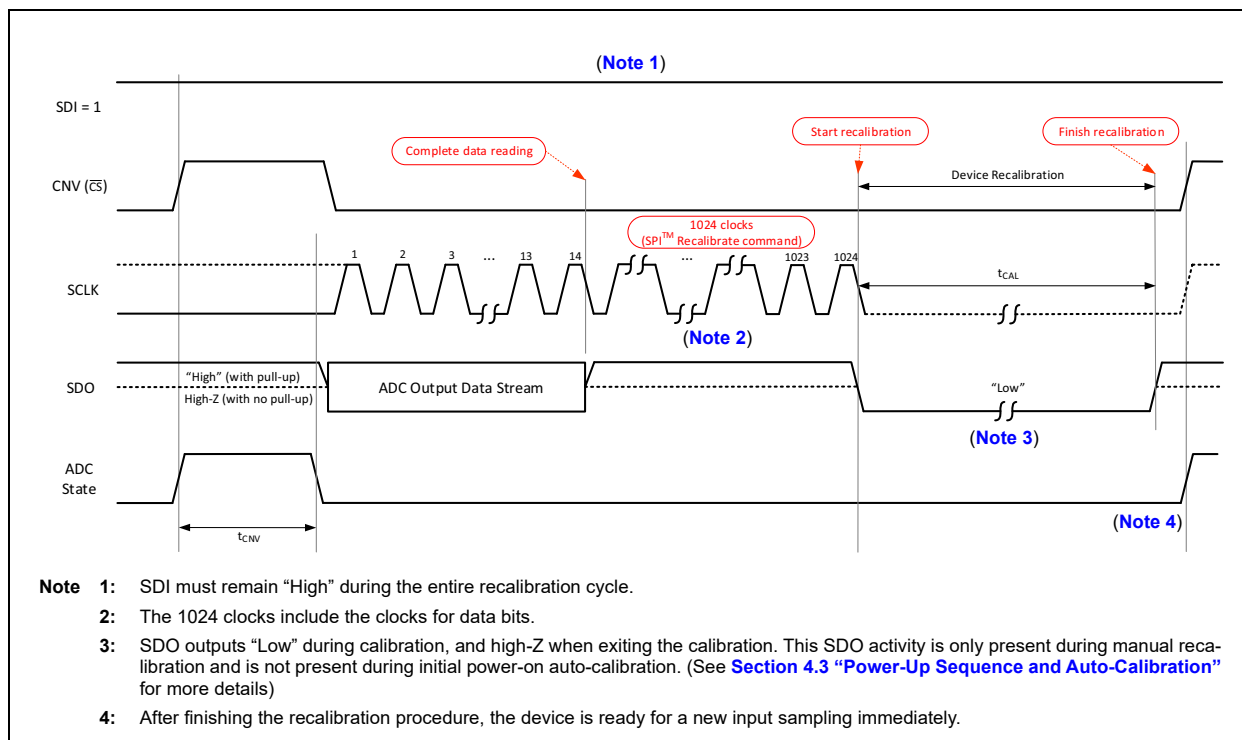 (Note 1)
SDI = 1
Complete data reading
Start recalibration
Finish recalibration
CNV (CS)
Device Recalibration
1024 clocks
(SPI™ Recalibrate command)
1 2 3 ... 13 14 ... 1023 1024
SCLK
tCAL
(Note 2)
SDO
"High" (with pull-up)
High-Z (with no pull-up)
ADC Output Data Stream
"Low"
(Note 3)
ADC
State
(Note 4)
tCNV
Note 1: SDI must remain "High" during the entire recalibration cycle.
2: The 1024 clocks include the clocks for data bits.
3: SDO outputs "Low" during calibration, and high-Z when exiting the calibration. This SDO activity is only present during manual reca-
libration and is not present during initial power-on auto-calibration. (See Section 4.3 "Power-Up Sequence and Auto-Calibration"
for more details)
4: After finishing the recalibration procedure, the device is ready for a new input sampling immediately.